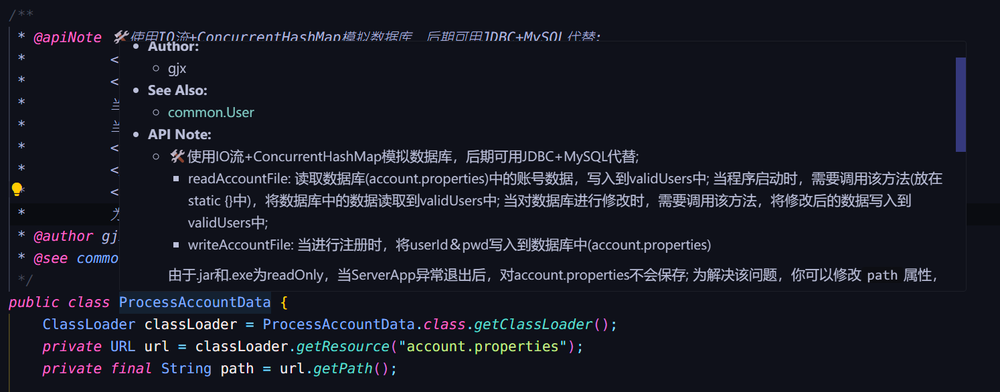 /**
* @apiNote 🛠使用IO流+ConcurrentHashMap模拟数据库，后期可用JDBC+MySQL代替;
* <
* <
*
*
* <
* <
* <
* 为
* @author gj
* @see commo
*/
• Author:
○ gjx
• See Also:
○ common.User
• API Note:
○ 🛠使用IO流+ConcurrentHashMap模拟数据库，后期可用JDBC+MySQL代替;
▪ readAccountFile: 读取数据库(account.properties)中的账号数据，写入到validUsers中; 当程序启动时，需要调用该方法(放在
static {}中)，将数据库中的数据读取到validUsers中; 当对数据库进行修改时，需要调用该方法，将修改后的数据写入到
validUsers中;
▪ writeAccountFile: 当进行注册时，将userId＆pwd写入到数据库中(account.properties)
由于.jar和.exe为readOnly，当ServerApp异常退出后，对account.properties不会保存; 为解决该问题，你可以修改 path 属性，
public class ProcessAccountData {
ClassLoader classLoader = ProcessAccountData.class.getClassLoader();
private URL url = classLoader.getResource("account.properties");
private final String path = url.getPath();